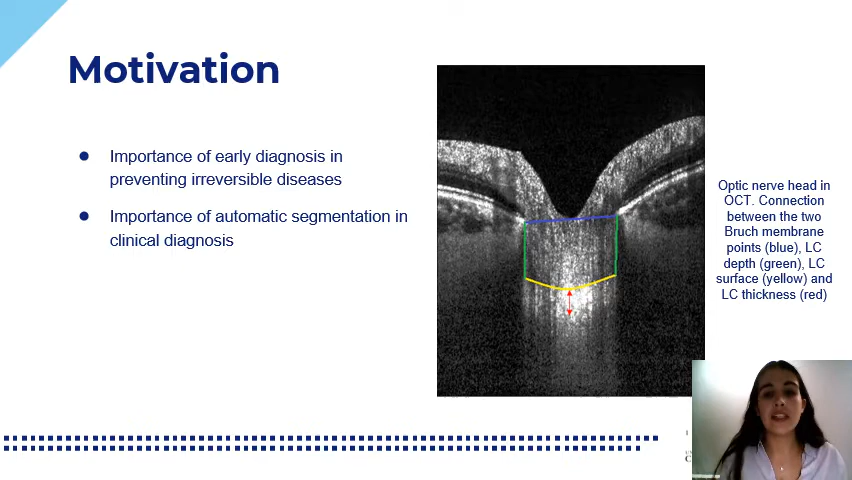 Motivation
● Importance of early diagnosis in
preventing irreversible diseases
● Importance of automatic segmentation in
clinical diagnosis
Optic nerve head in
OCT. Connection
between the two
Bruch membrane
points (blue), LC
depth (green), LC
surface (yellow) and
LC thickness (red)